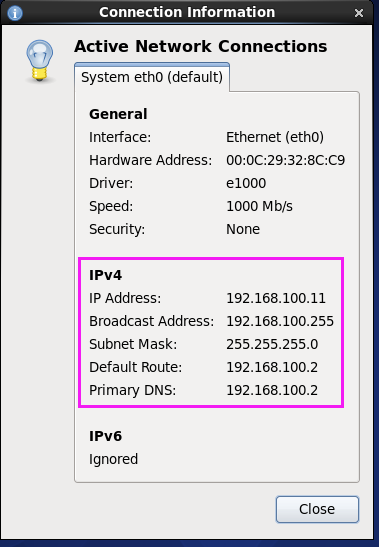 Connection Information
Active Network Connections
System eth0 (default)
General
Interface: Ethernet (eth0)
Hardware Address: 00:0C:29:32:8C:C9
Driver: e1000
Speed: 1000 Mb/s
Security: None
IPv4
IP Address: 192.168.100.11
Broadcast Address: 192.168.100.255
Subnet Mask: 255.255.255.0
Default Route: 192.168.100.2
Primary DNS: 192.168.100.2
IPv6
Ignored
Close